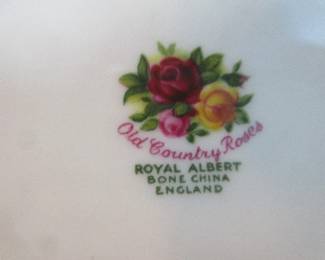 Old Country Roses
ROYAL ALBERT
BONE CHINA
ENGLAND